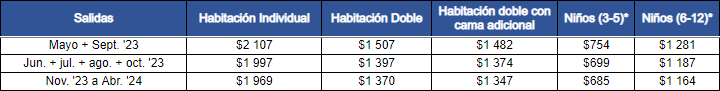 Salidas Habitación Individual Habitación Doble Habitación doble con cama adicional Niños (3-5)* Niños (6-12)*
Mayo + Sept. '23 $2 107 $1 507 $1 482 $754 $1 281
Jun. + jul. + ago. + oct. '23 $1 997 $1 397 $1 374 $699 $1 187
Nov. '23 a Abr. '24 $1 969 $1 370 $1 347 $685 $1 164